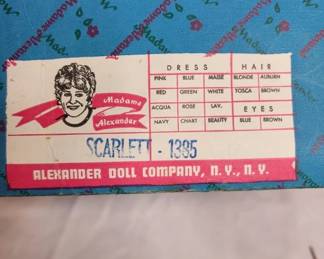 Madame
Alexander
DRESS HAIR
PINK BLUE MAIZE BLONDE AUBURN
RED GREEN WHITE TOSCA BROWN
ACQUA ROSE LAV. EYES
NAVY CHART BEAUTY BLUE BROWN
SCARLETT - 1385
ALEXANDER DOLL COMPANY, N.Y., N.Y.